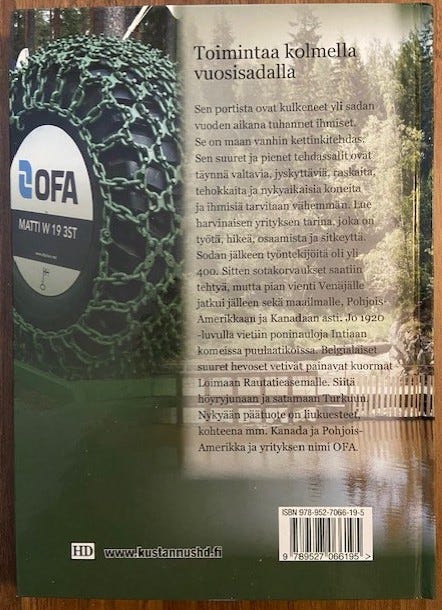 Toimintaa kolmella
vuosisadalla
Sen portista ovat kulkeneet yli sadan
vuoden aikana tuhannet ihmiset.
Se on maan vanhin kettinkitehdas.
Sen suuret ja pienet tehdassalit ovat
täynnä valtavia, jyskyttäviä, raskaita,
tehokkaita ja nykyaikaisia koneita
ja ihmisiä tarvitaan vähemmän. Lue
harvinaisen yrityksen tarina, joka on
työtä, hikeä, osaamista ja sitkeyttä.
Sodan jälkeen työntekijöitä oli yli
400. Sitten sotakorvaukset saatiin
tehtyä, mutta pian vienti Venäjälle
jatkui jälleen sekä maailmalle, Pohjois-
Amerikkaan ja Kanadaan asti. Jo 1920
-luvulla vietiin poninauloja Intiaan
komeissa puulaatikoissa. Belgialaiset
suuret hevoset vetivät painavat kuormat
Loimaan Rautatieasemalle. Siitä
höyryjunaan ja satamaan Turkuun.
Nykyään päätuote on liukuesteet,
kohteena mm. Kanada ja Pohjois-
Amerikka ja yrityksen nimi OFA.
OFA
MATTI W 19 3ST
ISBN 978-952-7066-19-5
9 789527 066195
HD www.kustannushd.fi